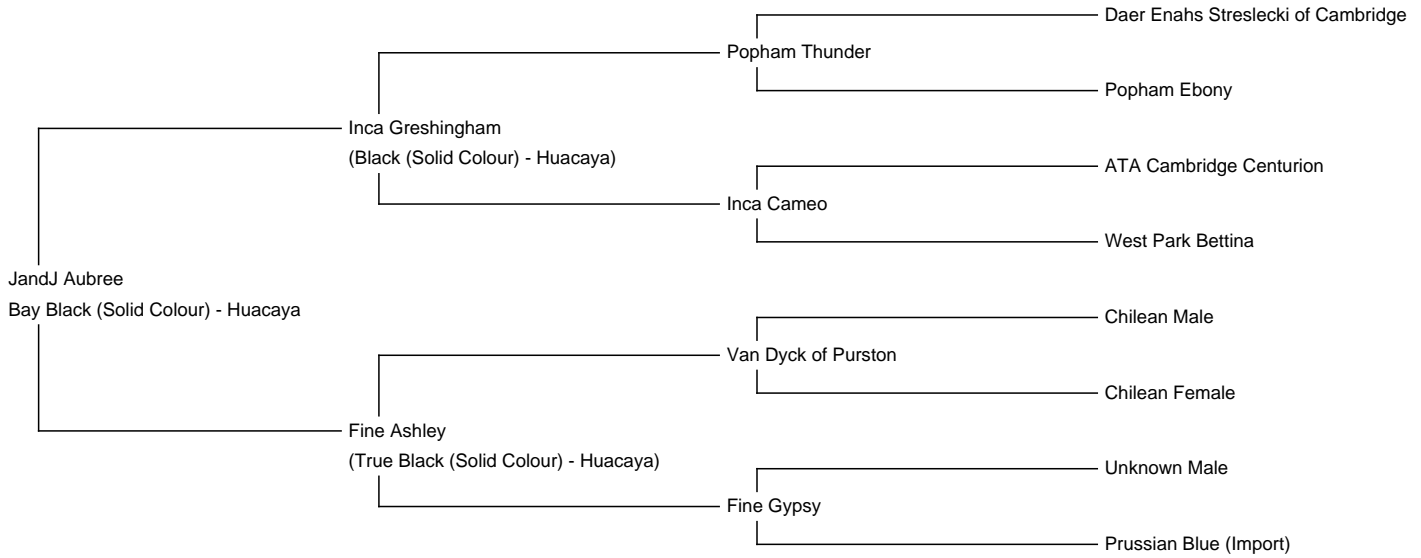 Daer Enahs Streslecki of Cambridge
Popham Thunder
Popham Ebony
Inca Greshingham
(Black (Solid Colour) - Huacaya)
ATA Cambridge Centurion
Inca Cameo
West Park Bettina
JandJ Aubree
Bay Black (Solid Colour) - Huacaya
Chilean Male
Van Dyck of Purston
Chilean Female
Fine Ashley
(True Black (Solid Colour) - Huacaya)
Unknown Male
Fine Gypsy
Prussian Blue (Import)